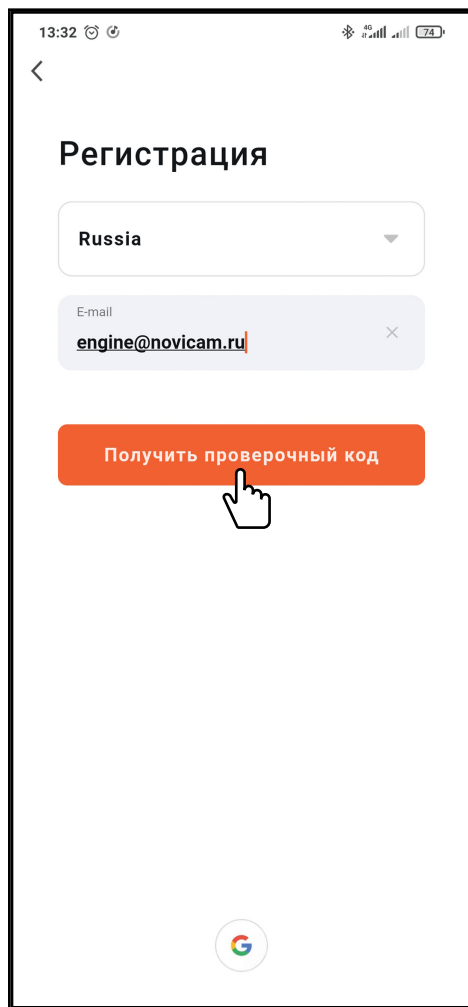 13:32 4G 74
Регистрация
Russia
E-mail
engine@novicam.ru
Получить проверочный код
G